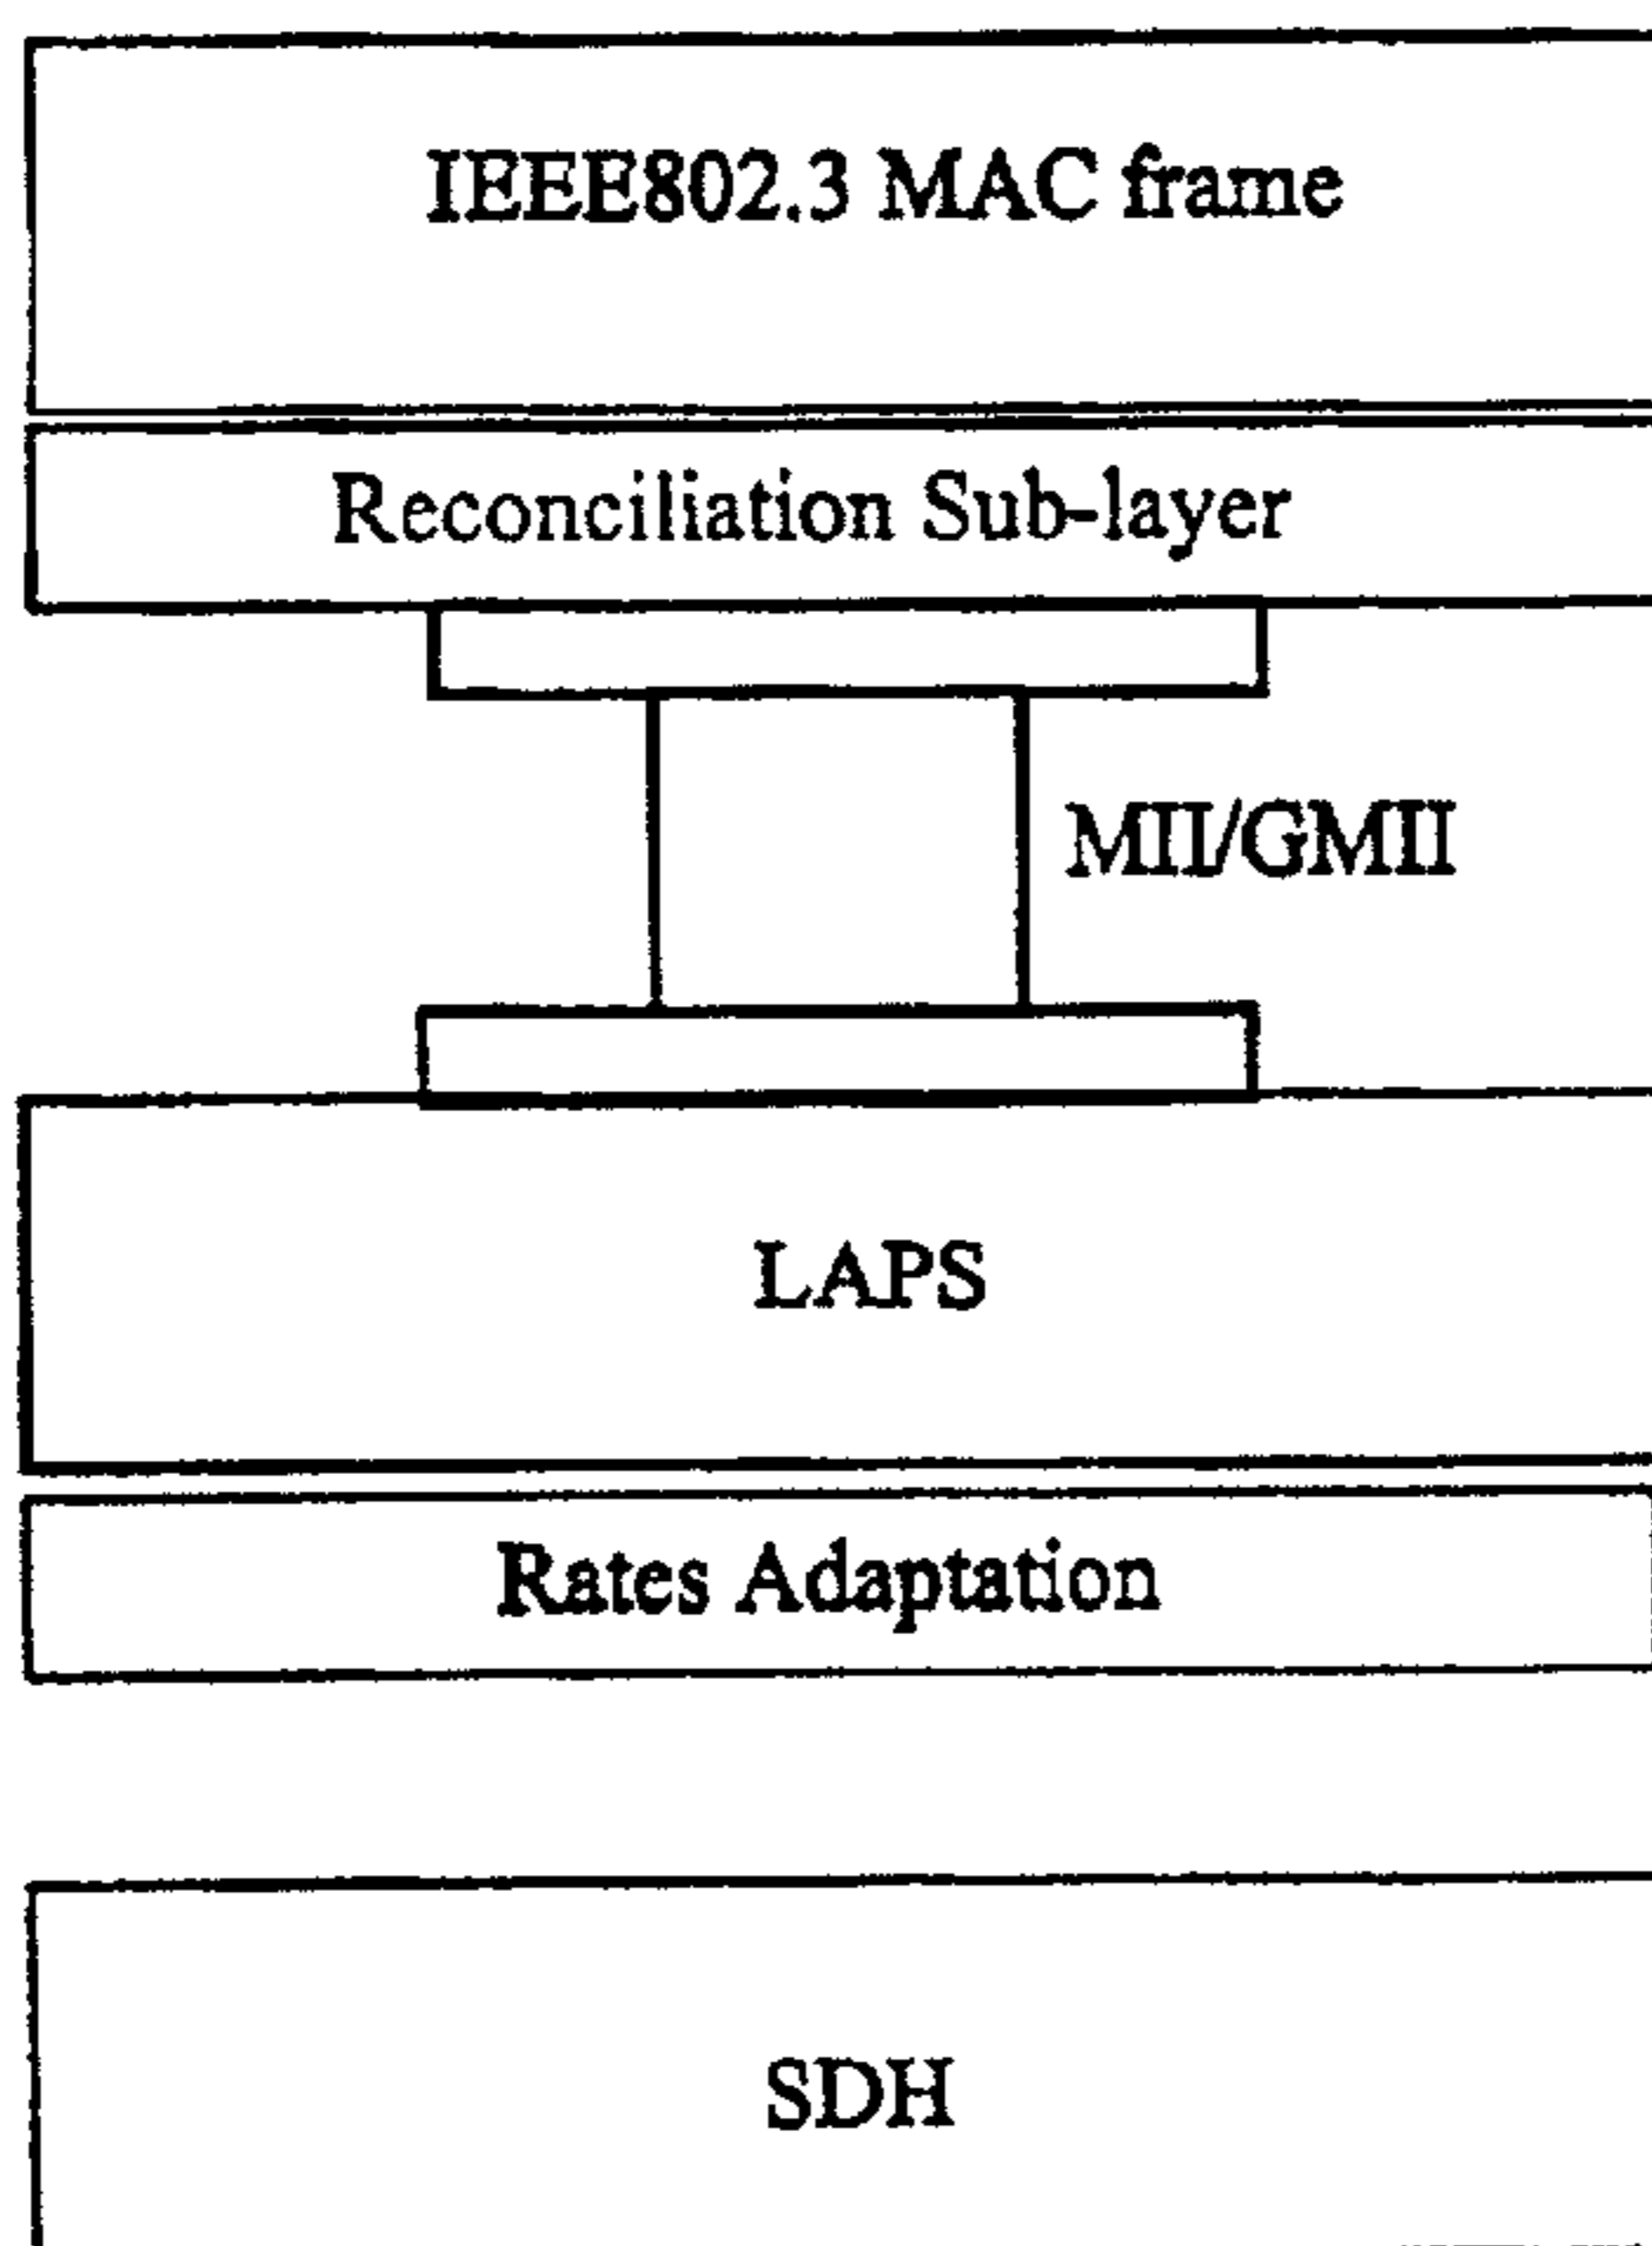 IEEE802.3 MAC frame
Reconciliation Sub-layer
MII/GMII
LAPS
Rates Adaptation
SDH